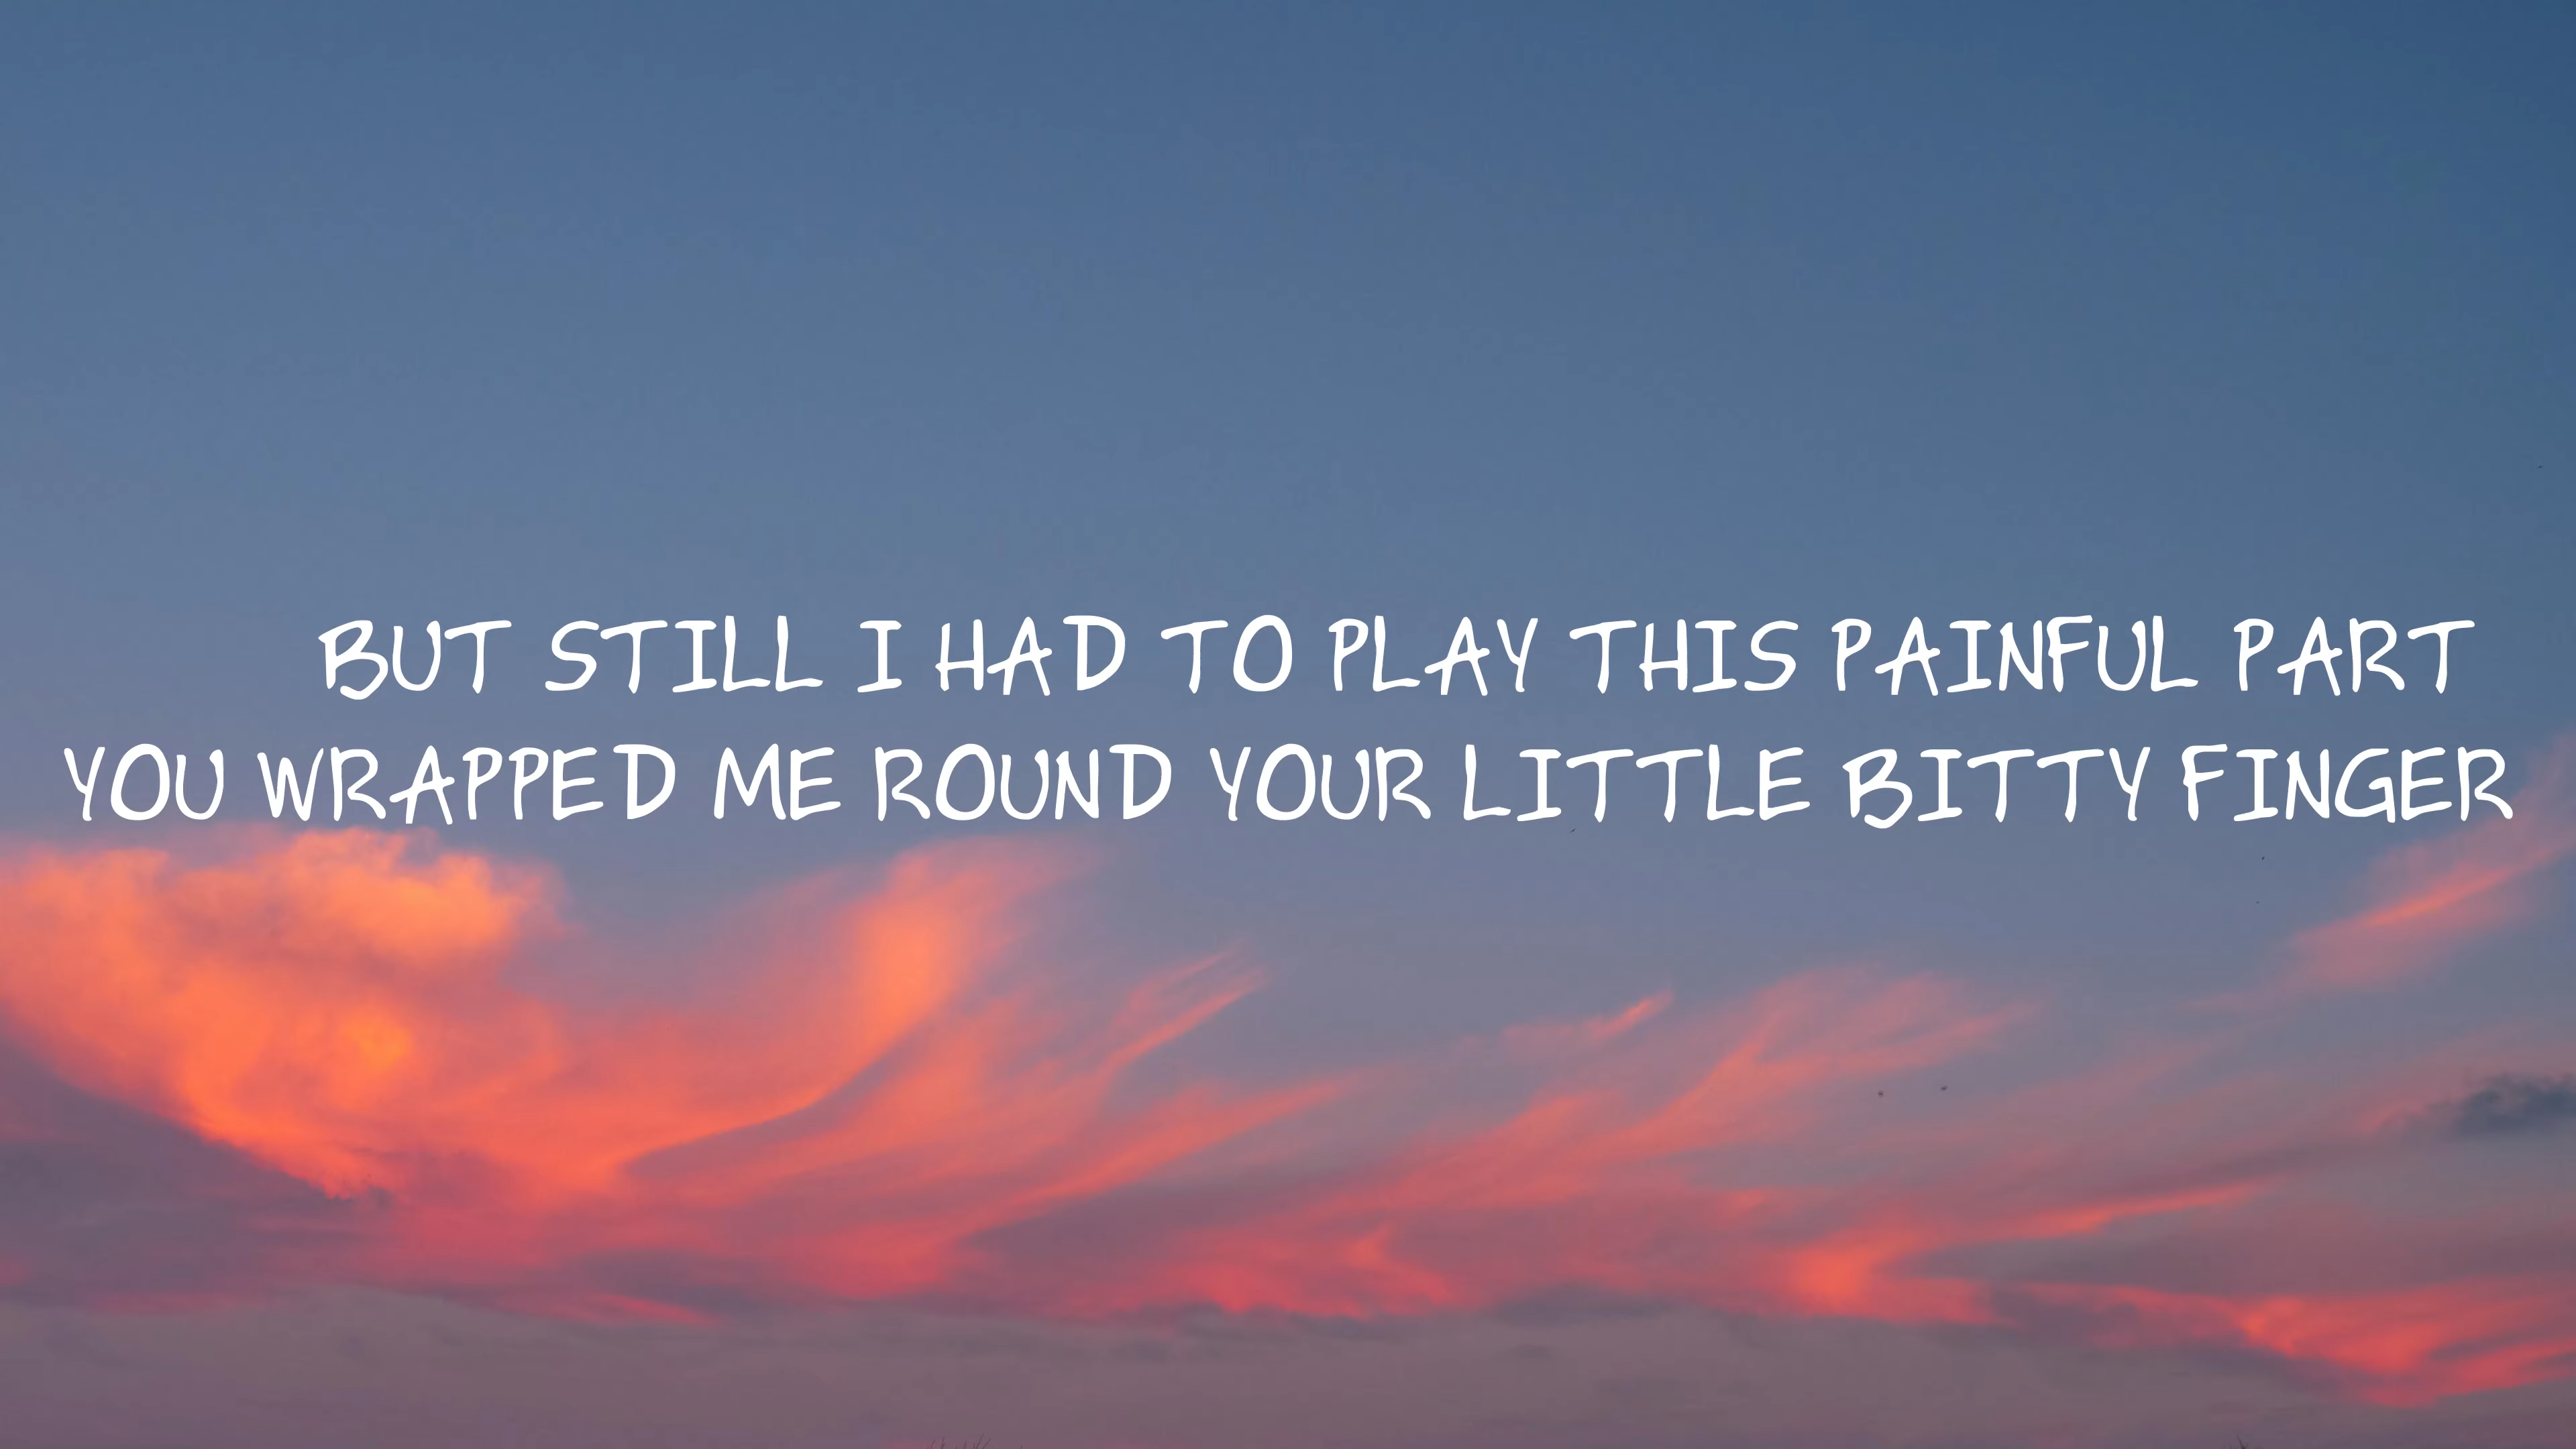 BUT STILL I HAD TO PLAY THIS PAINFUL PART
YOU WRAPPED ME ROUND YOUR LITTLE BITTY FINGER